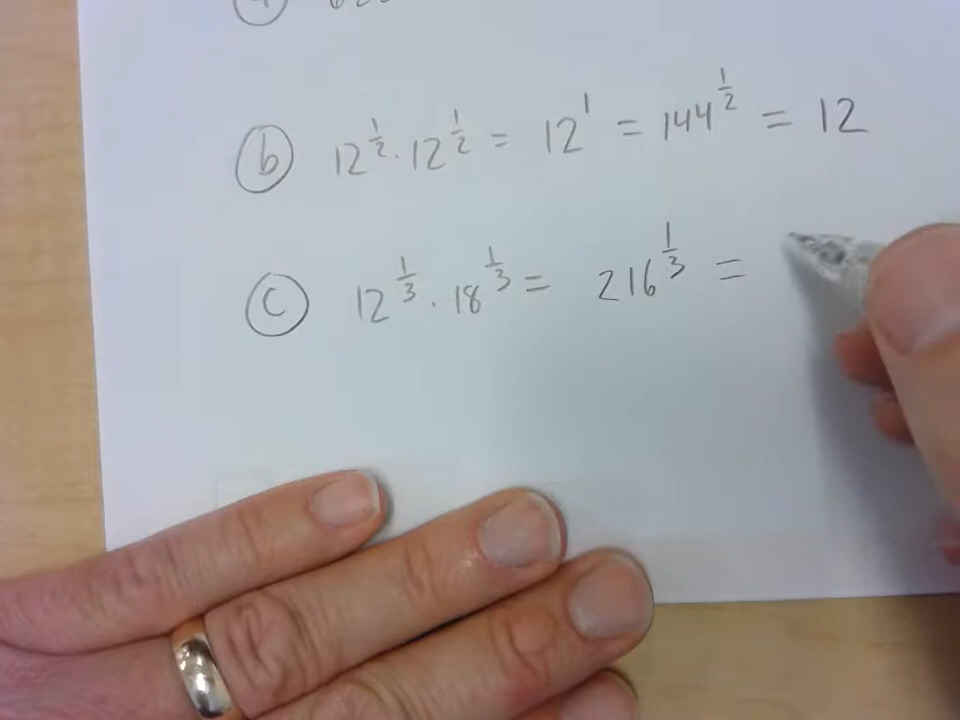 ⓑ 12^(1/2) · 12^(1/2) = 12^1 = 144^(1/2) = 12
ⓒ 12^(1/3) · 18^(1/3) = 216^(1/3) =